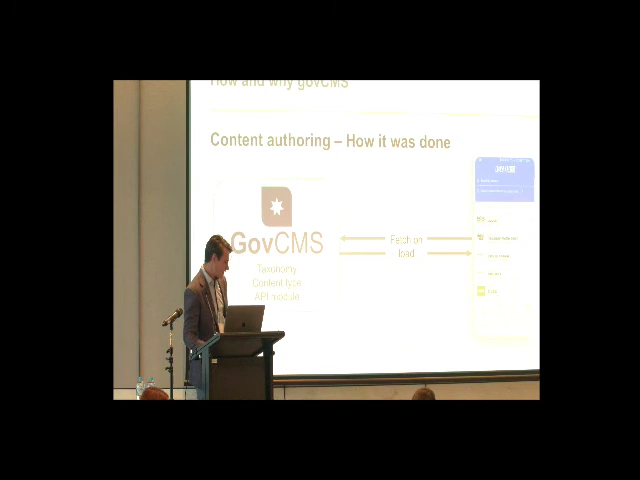 How and why govCMS
Content authoring – How it was done
GovCMS
Fetch on
load
Taxonomy
Content type
API module